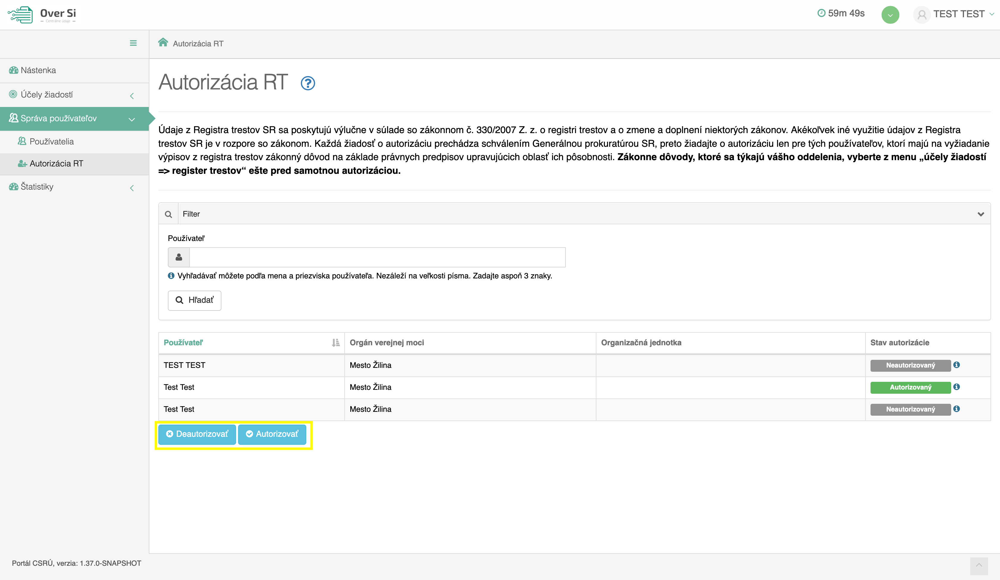 Over Si
Centrálne údaje
59m 49s
TEST TEST
Autorizácia RT
Nástenka
Účely žiadostí
Správa používateľov
Používatelia
Autorizácia RT
Štatistiky
Autorizácia RT
Údaje z Registra trestov SR sa poskytujú výlučne v súlade so zákonnom č. 330/2007 Z. z. o registri trestov a o zmene a doplnení niektorých zákonov. Akékoľvek iné využitie údajov z Registra
trestov SR je v rozpore so zákonom. Každá žiadosť o autorizáciu prechádza schválením Generálnou prokuratúrou SR, preto žiadajte o autorizáciu len pre tých používateľov, ktorí majú na vyžiadanie
výpisov z registra trestov zákonný dôvod na základe právnych predpisov upravujúcich oblasť ich pôsobnosti. Zákonne dôvody, ktoré sa týkajú vášho oddelenia, vyberte z menu „účely žiadostí
=> register trestov“ ešte pred samotnou autorizáciou.
Filter
Používateľ
Vyhľadávať môžete podľa mena a priezviska používateľa. Nezáleží na veľkosti písma. Zadajte aspoň 3 znaky.
Hľadať
Používateľ Orgán verejnej moci Organizačná jednotka Stav autorizácie
TEST TEST Mesto Žilina Neautorizovaný
Test Test Mesto Žilina Autorizovaný
Test Test Mesto Žilina Neautorizovaný
Deautorizovať Autorizovať
Portál CSRÚ, verzia: 1.37.0-SNAPSHOT